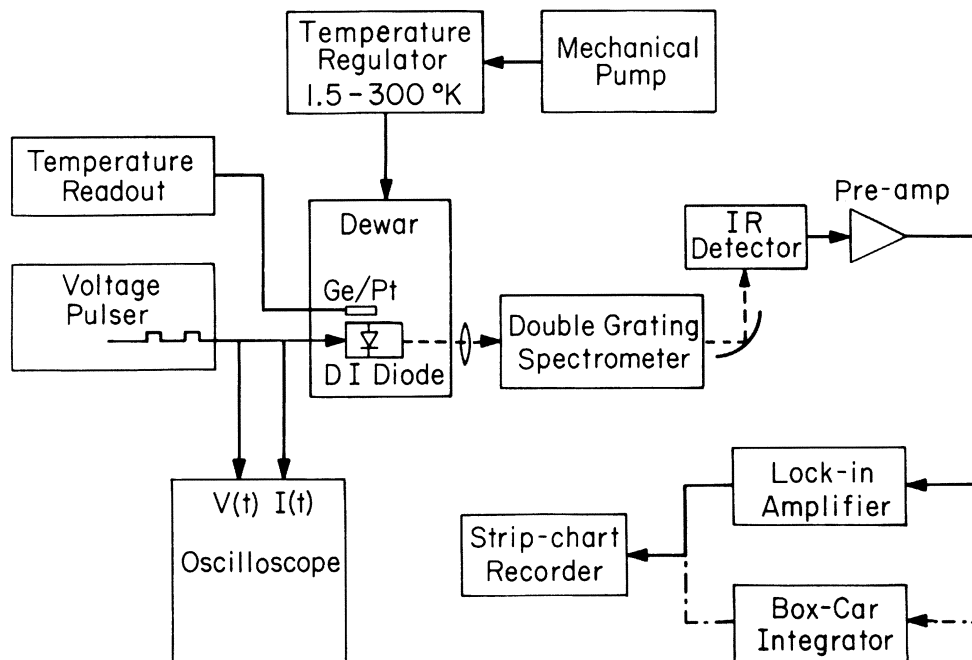 Temperature
Regulator
1.5-300 °K
Mechanical
Pump
Temperature
Readout
Dewar
Pre-amp
IR
Detector
Voltage
Pulser
Ge/Pt
DI Diode
Double Grating
Spectrometer
V(t) I(t)
Oscilloscope
Lock-in
Amplifier
Strip-chart
Recorder
Box-Car
Integrator